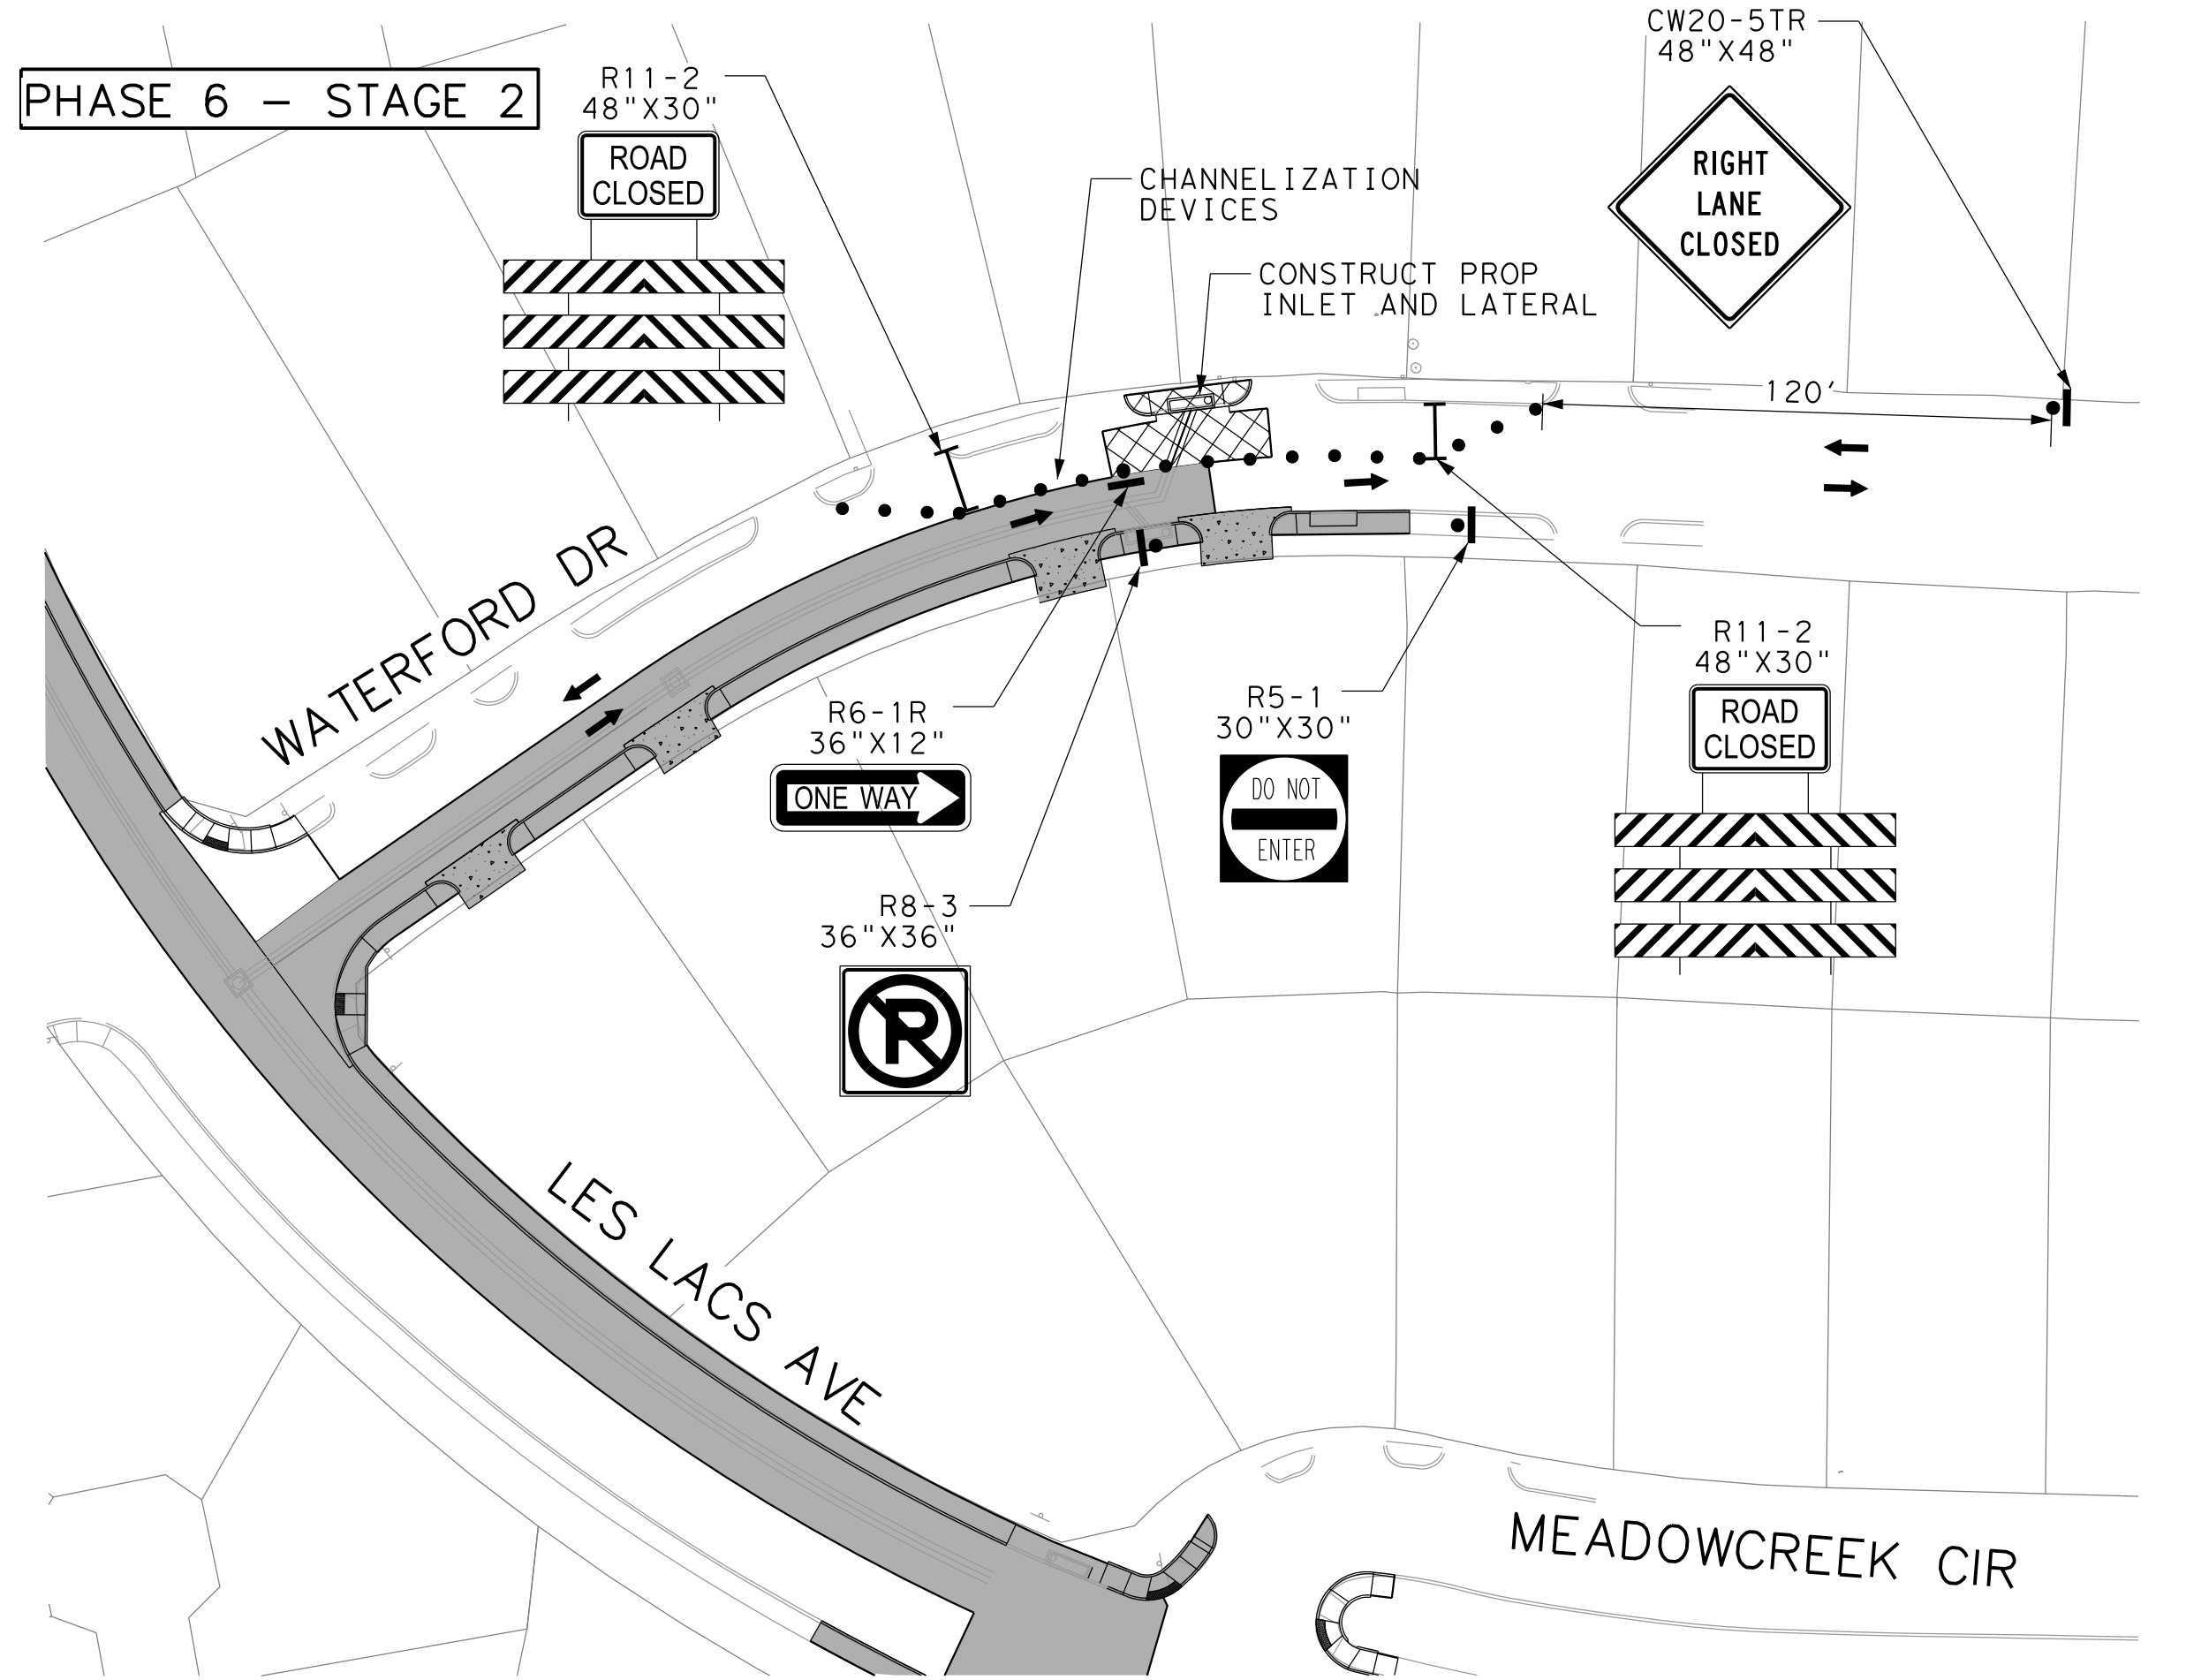 PHASE 6 - STAGE 2
R11-2
48"X30"
ROAD
CLOSED
CHANNELIZATION
DEVICES
CONSTRUCT PROP
INLET AND LATERAL
CW20-5TR
48"X48"
RIGHT
LANE
CLOSED
120'
WATERFORD DR
R6-1R
36"X12"
ONE WAY
R5-1
30"X30"
DO NOT
ENTER
R11-2
48"X30"
ROAD
CLOSED
R8-3
36"X36"
P
LES LACS AVE
MEADOWCREEK CIR